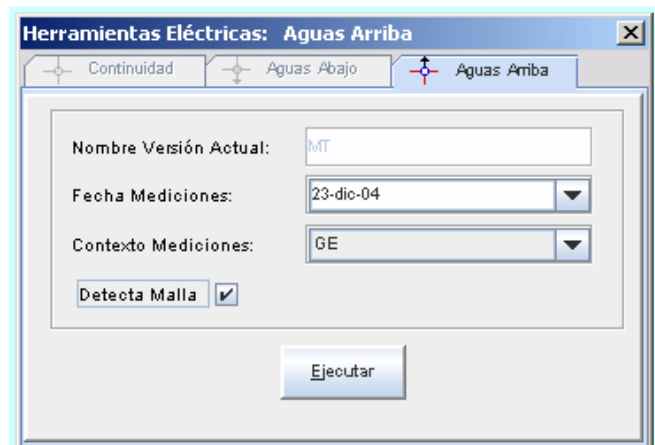 Herramientas Eléctricas: Aguas Arriba
Continuidad Aguas Abajo Aguas Arriba
Nombre Versión Actual: MT
Fecha Mediciones: 23-dic-04
Contexto Mediciones: GE
Detecta Malla
Ejecutar